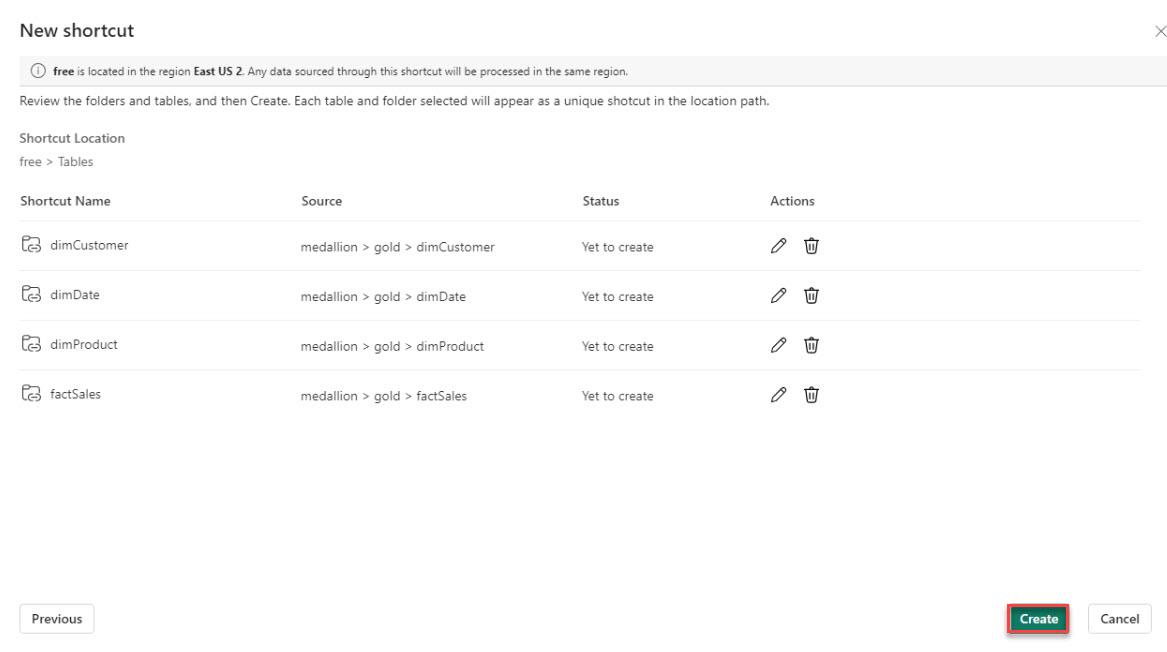 New shortcut
free is located in the region East US 2. Any data sourced through this shortcut will be processed in the same region.
Review the folders and tables, and then Create. Each table and folder selected will appear as a unique shotcut in the location path.
Shortcut Location
free > Tables
Shortcut Name Source Status Actions
dimCustomer medallion > gold > dimCustomer Yet to create
dimDate medallion > gold > dimDate Yet to create
dimProduct medallion > gold > dimProduct Yet to create
factSales medallion > gold > factSales Yet to create
Previous Create Cancel